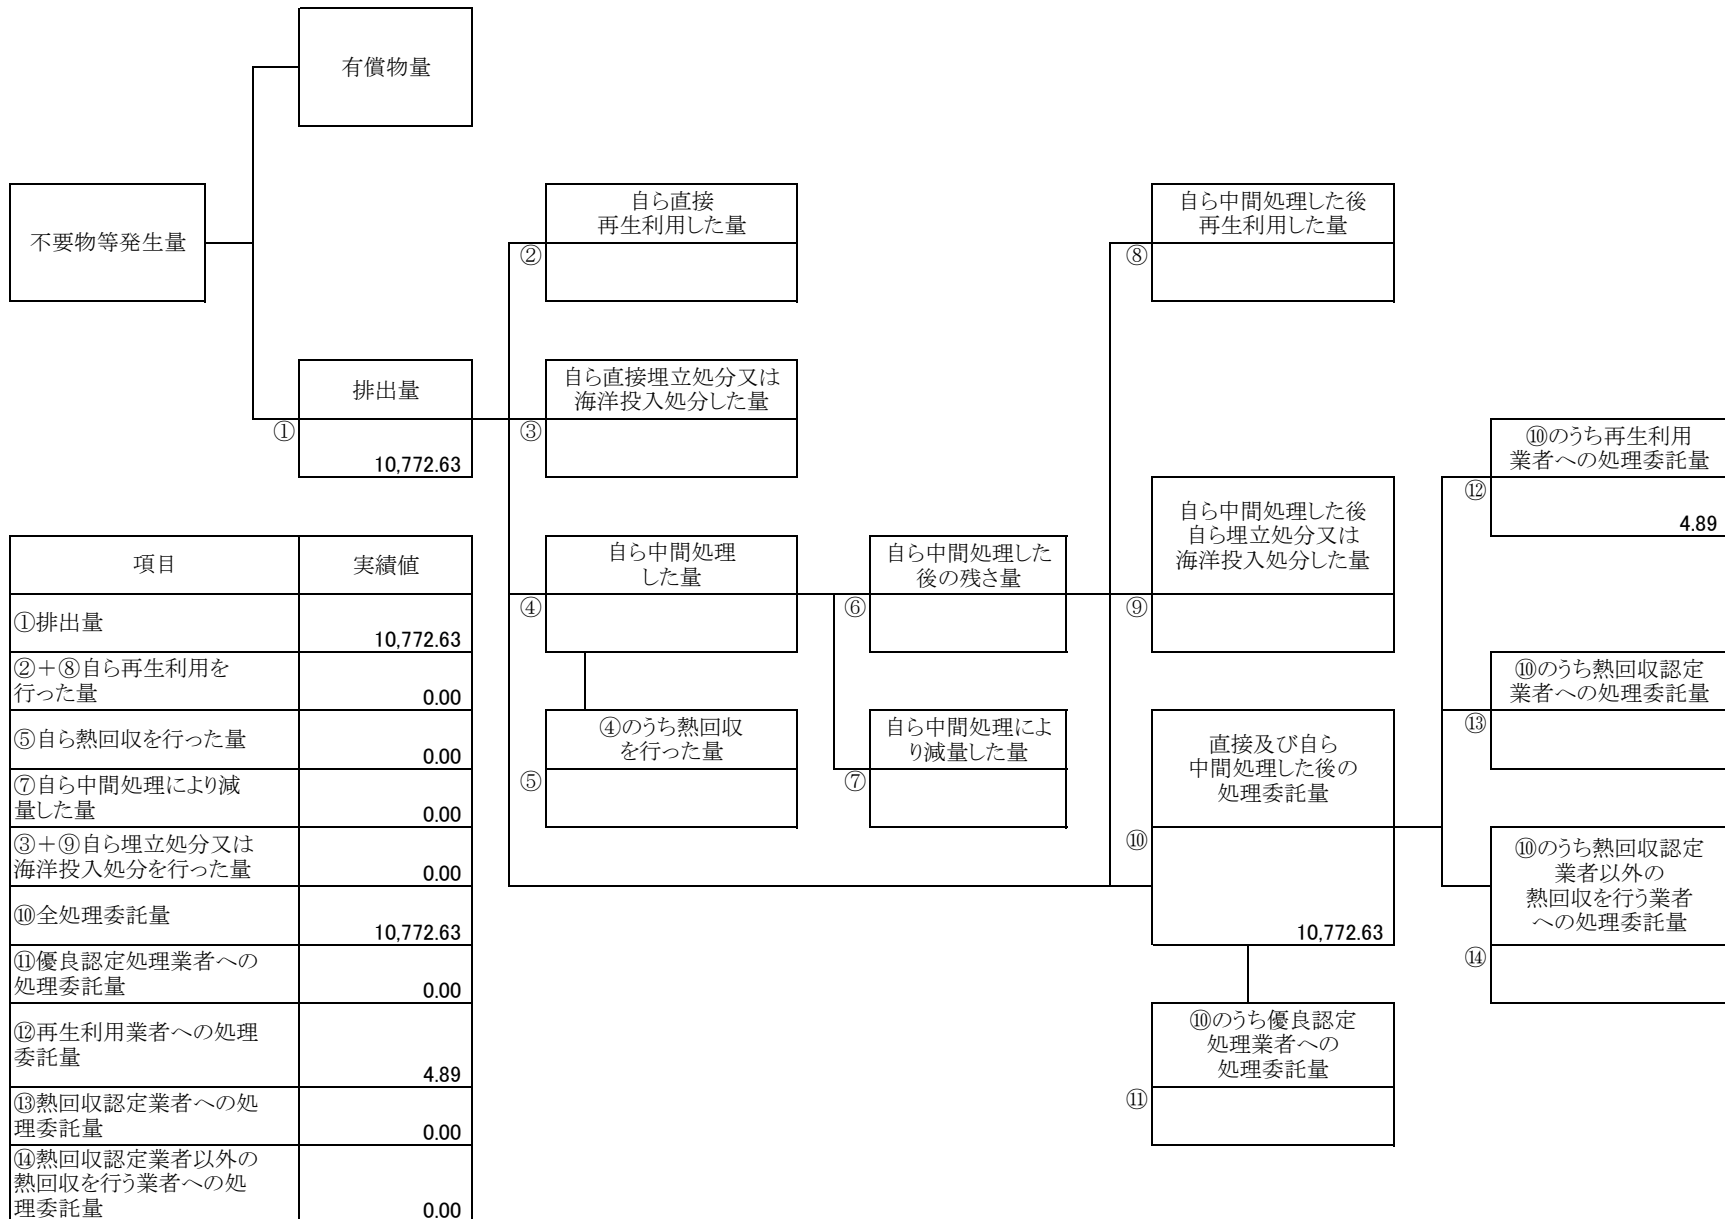 有償物量
不要物等発生量
排出量
①
10,772.63
自ら直接
再生利用した量
②
自ら直接埋立処分又は
海洋投入処分した量
③
自ら中間処理
した量
④
④のうち熱回収
を行った量
⑤
自ら中間処理した
後の残さ量
⑥
自ら中間処理によ
り減量した量
⑦
自ら中間処理した後
再生利用した量
⑧
自ら中間処理した後
自ら埋立処分又は
海洋投入処分した量
⑨
直接及び自ら
中間処理した後の
処理委託量
⑩
10,772.63
⑩のうち優良認定
処理業者への
処理委託量
⑪
⑩のうち再生利用
業者への処理委託量
⑫
4.89
⑩のうち熱回収認定
業者への処理委託量
⑬
⑩のうち熱回収認定
業者以外の
熱回収を行う業者
への処理委託量
⑭
項目 実績値
①排出量
10,772.63
②+⑧自ら再生利用を
行った量
0.00
⑤自ら熱回収を行った量
0.00
⑦自ら中間処理により減
量した量
0.00
③+⑨自ら埋立処分又は
海洋投入処分を行った量
0.00
⑩全処理委託量
10,772.63
⑪優良認定処理業者への
処理委託量
0.00
⑫再生利用業者への処理
委託量
4.89
⑬熱回収認定業者への処
理委託量
0.00
⑭熱回収認定業者以外の
熱回収を行う業者への処
理委託量
0.00